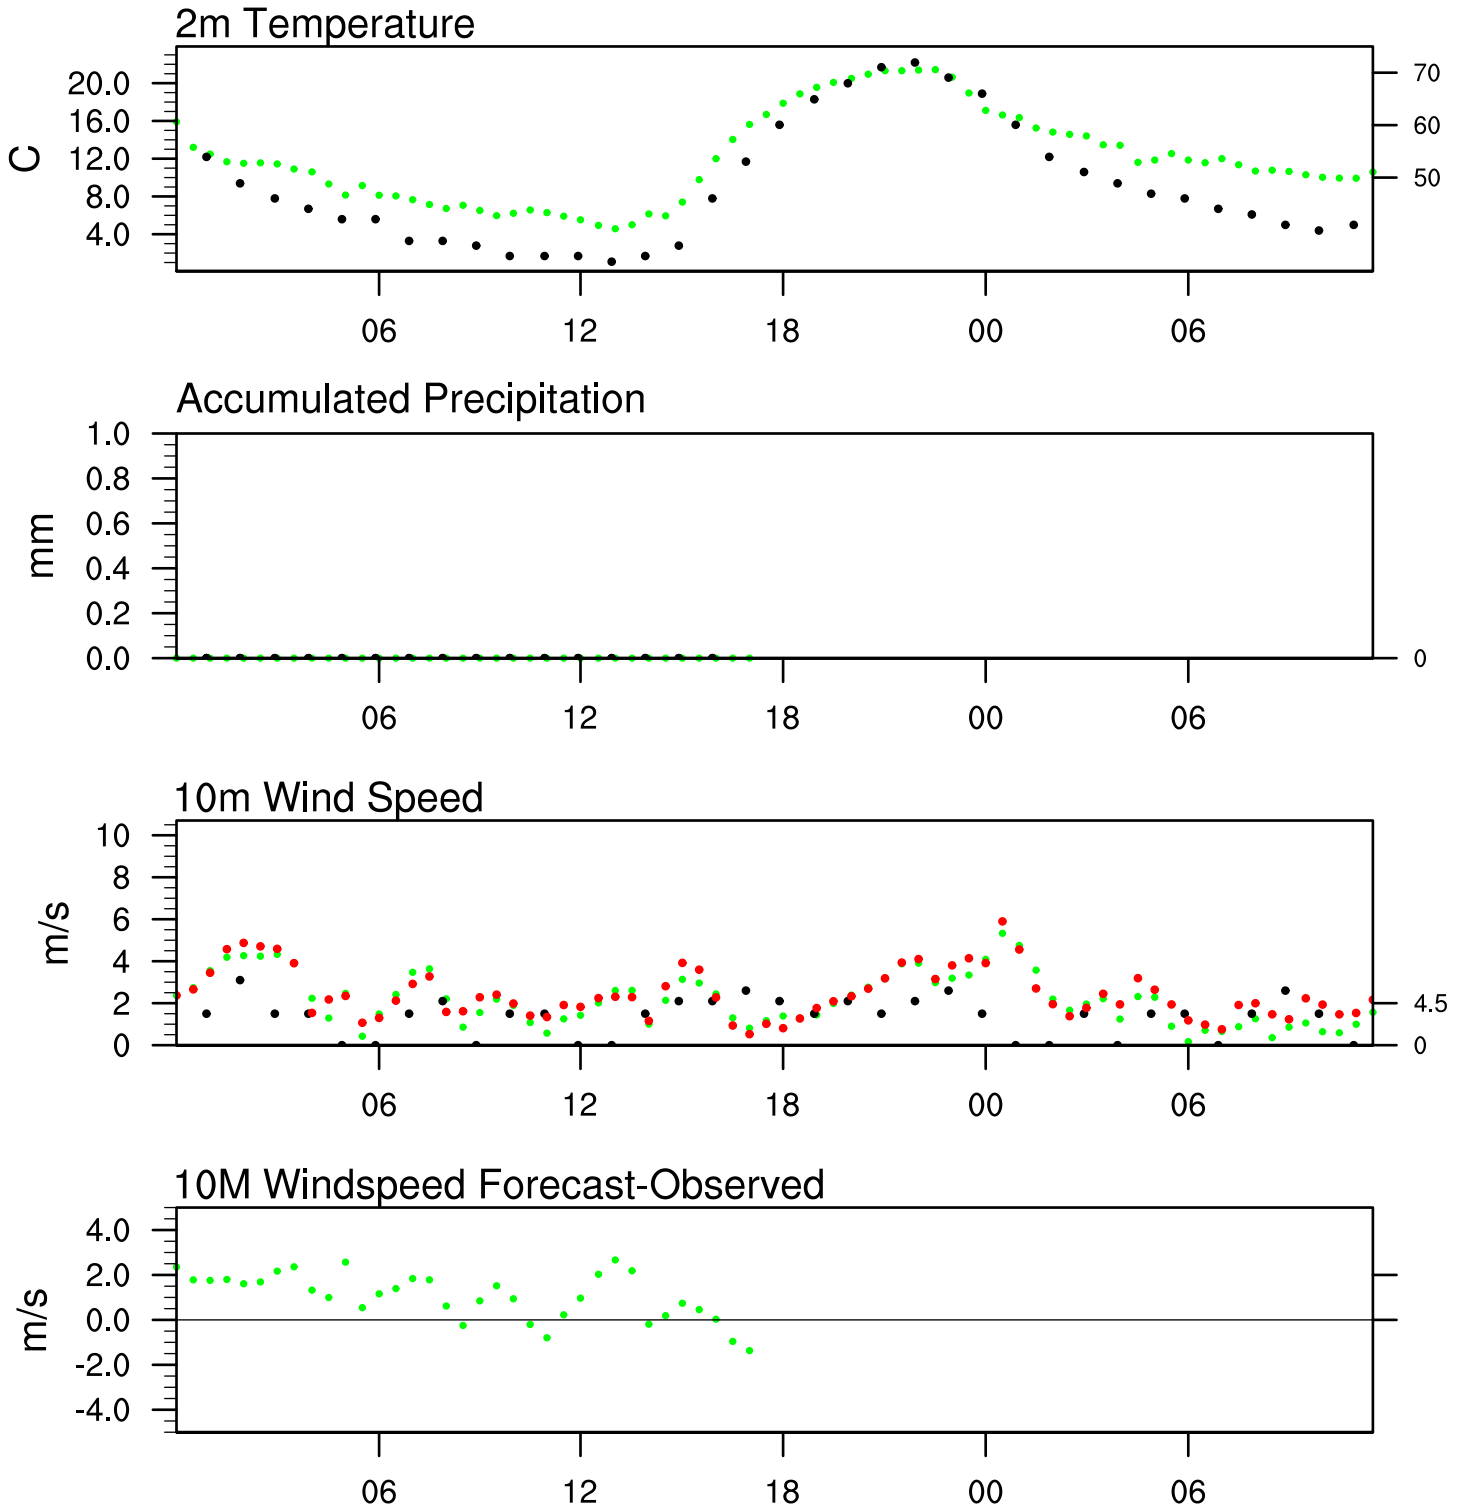 2m Temperature
20.0
16.0
12.0
8.0
4.0
C
70
60
50
06 12 18 00 06
Accumulated Precipitation
1.0
0.8
0.6
0.4
0.2
0.0
mm
0
06 12 18 00 06
10m Wind Speed
10
8
6
4
2
0
m/s
4.5
0
06 12 18 00 06
10M Windspeed Forecast-Observed
4.0
2.0
0.0
-2.0
-4.0
m/s
06 12 18 00 06